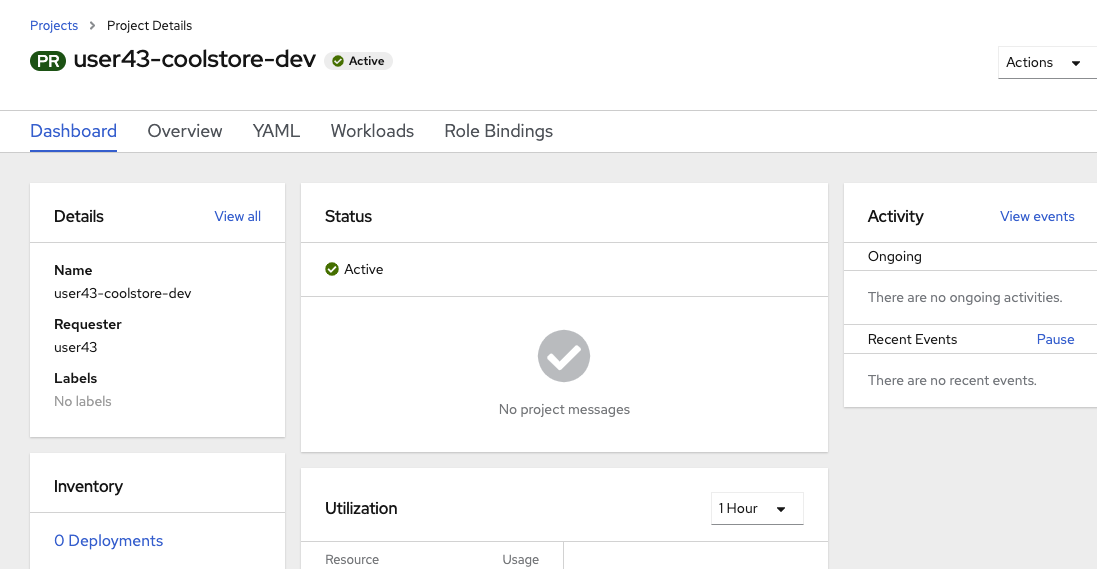 Projects > Project Details
PR user43-coolstore-dev Active
Actions
Dashboard Overview YAML Workloads Role Bindings
Details View all
Name
user43-coolstore-dev
Requester
user43
Labels
No labels
Inventory
0 Deployments
Status
Active
No project messages
Utilization 1 Hour
Resource Usage
Activity View events
Ongoing
There are no ongoing activities.
Recent Events Pause
There are no recent events.